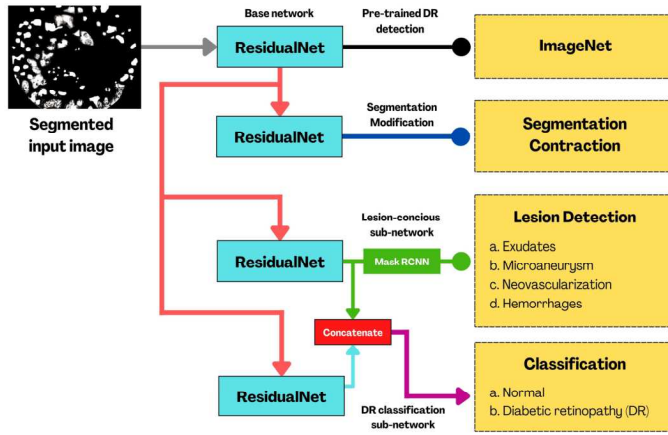 Base network
Pre-trained DR
detection
ResidualNet
ImageNet
Segmented
input image
Segmentation
Modification
ResidualNet
Segmentation
Contraction
Lesion-concious
sub-network
ResidualNet
Mask RCNN
Lesion Detection
a. Exudates
b. Microaneurysm
c. Neovascularization
d. Hemorrhages
Concatenate
ResidualNet
DR classification
sub-network
Classification
a. Normal
b. Diabetic retinopathy (DR)